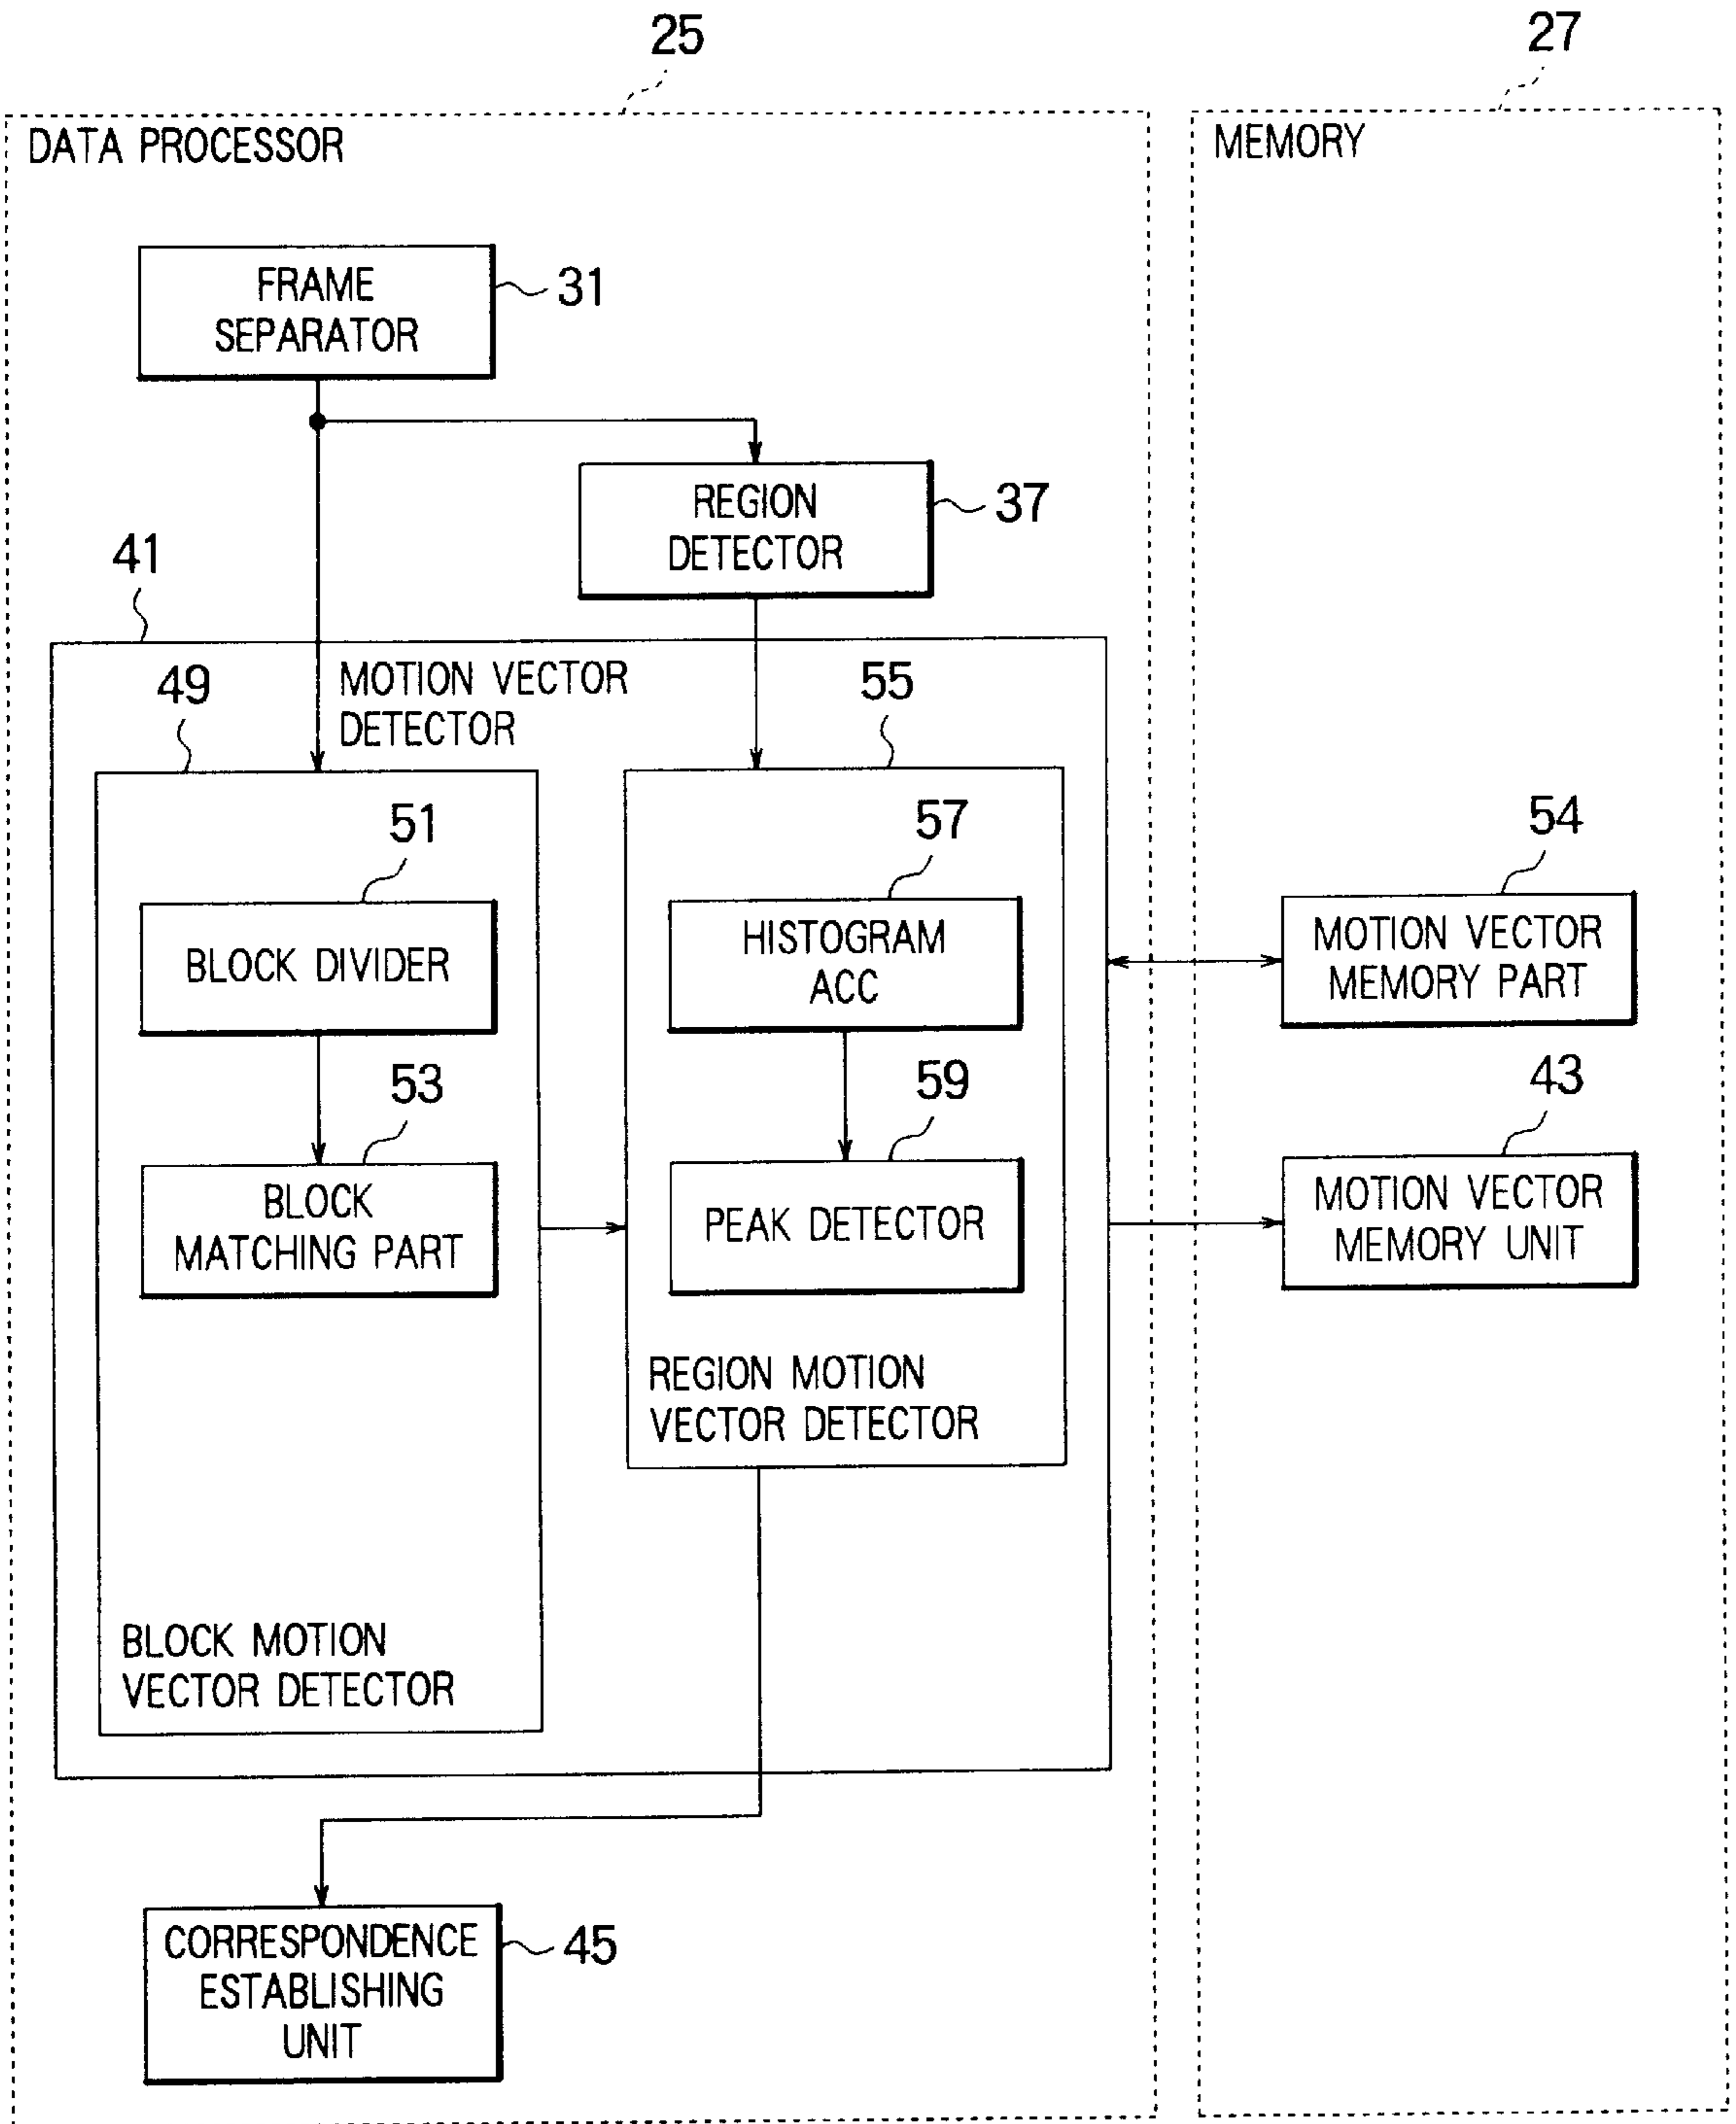 25
27
DATA PROCESSOR
MEMORY
FRAME
SEPARATOR
31
REGION
DETECTOR
37
41
MOTION VECTOR
DETECTOR
49
55
51
57
54
BLOCK DIVIDER
HISTOGRAM
ACC
MOTION VECTOR
MEMORY PART
53
59
43
BLOCK
MATCHING PART
PEAK DETECTOR
MOTION VECTOR
MEMORY UNIT
REGION MOTION
VECTOR DETECTOR
BLOCK MOTION
VECTOR DETECTOR
CORRESPONDENCE
ESTABLISHING
UNIT
45